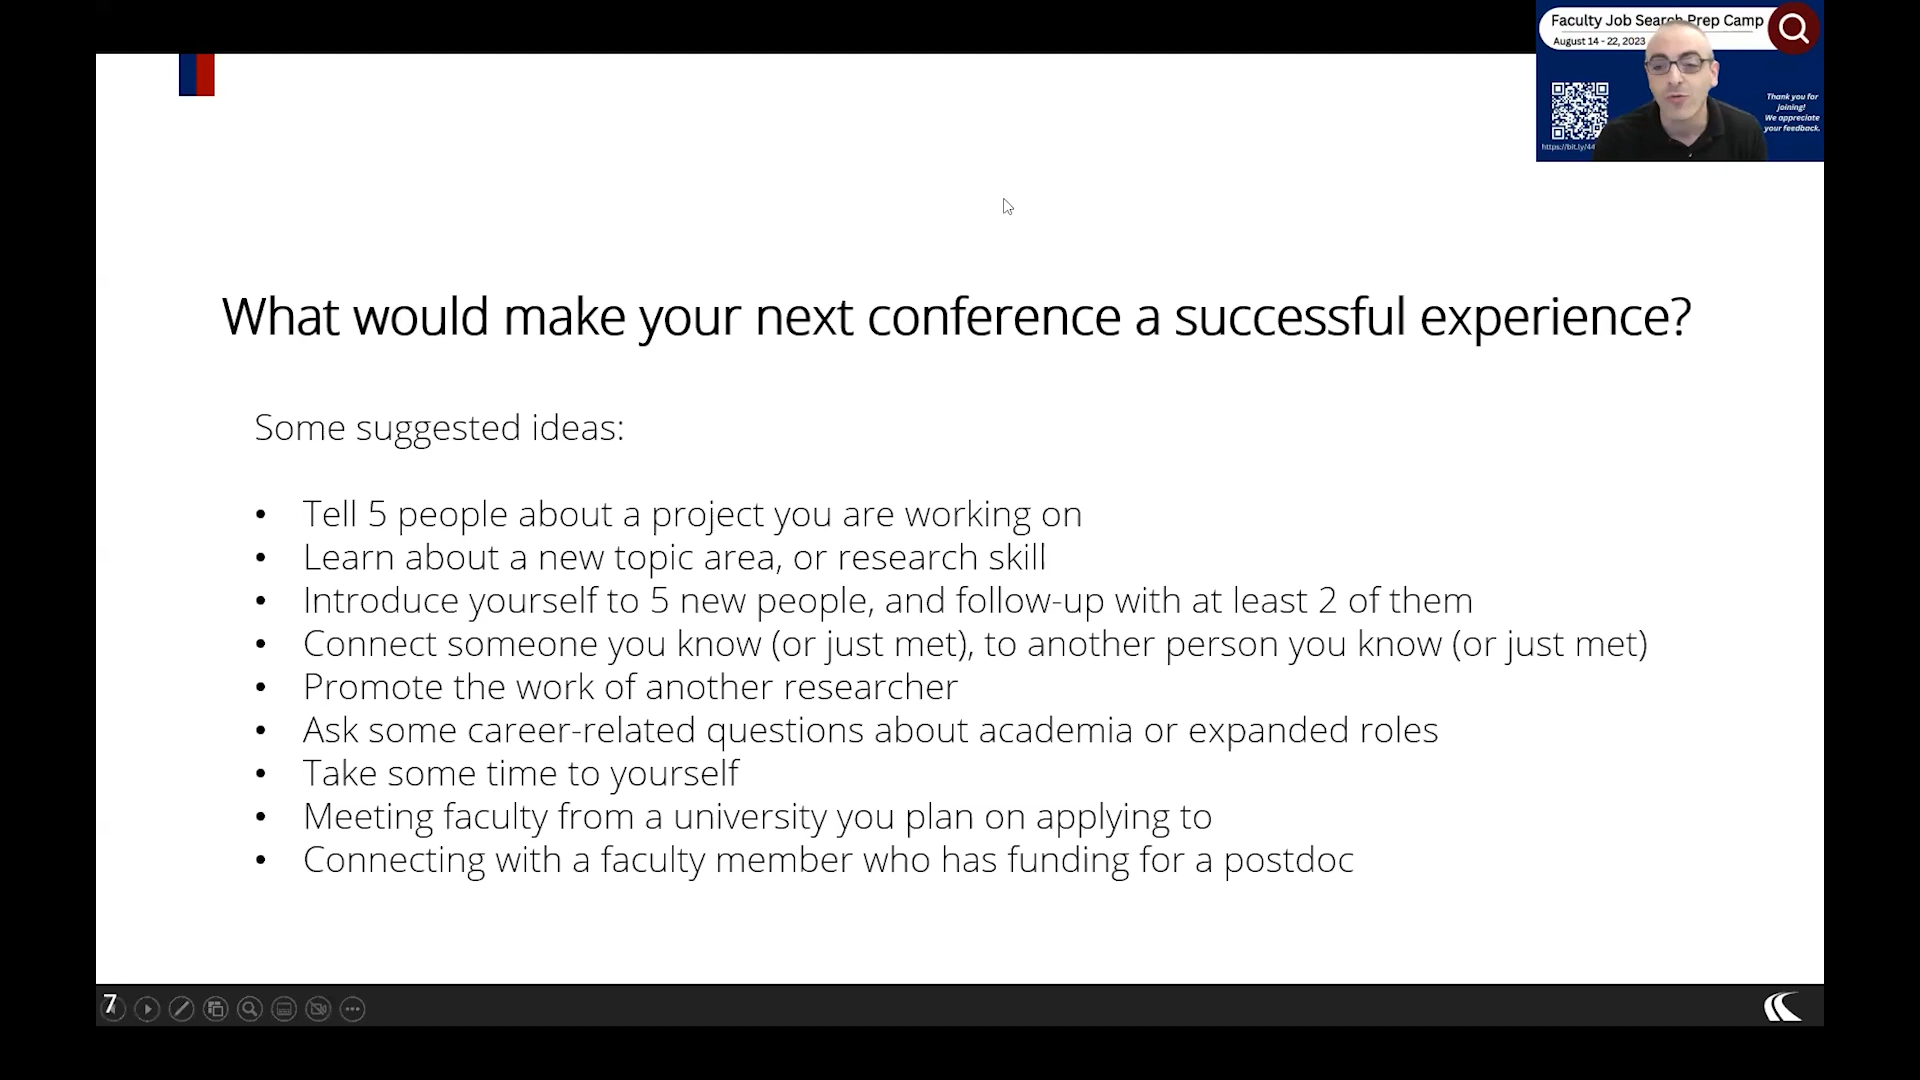 Faculty Job Search Prep Camp
August 14 - 22, 2023
Thank you for
joining!
We appreciate
your feedback.
https://bit.ly/44
What would make your next conference a successful experience?
Some suggested ideas:
• Tell 5 people about a project you are working on
• Learn about a new topic area, or research skill
• Introduce yourself to 5 new people, and follow-up with at least 2 of them
• Connect someone you know (or just met), to another person you know (or just met)
• Promote the work of another researcher
• Ask some career-related questions about academia or expanded roles
• Take some time to yourself
• Meeting faculty from a university you plan on applying to
• Connecting with a faculty member who has funding for a postdoc
7